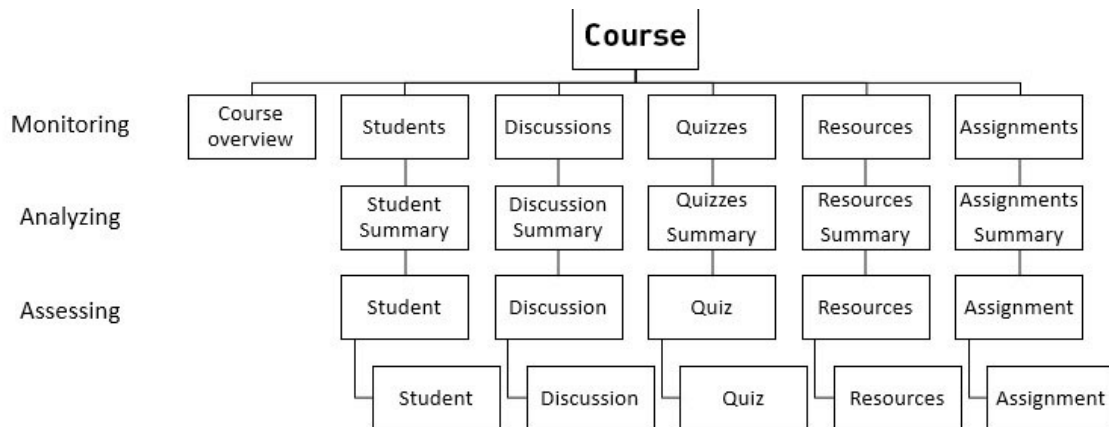 Course
Monitoring
Course
overview
Students
Discussions
Quizzes
Resources
Assignments
Analyzing
Student
Summary
Discussion
Summary
Quizzes
Summary
Resources
Summary
Assignments
Summary
Assessing
Student
Discussion
Quiz
Resources
Assignment
Student
Discussion
Quiz
Resources
Assignment